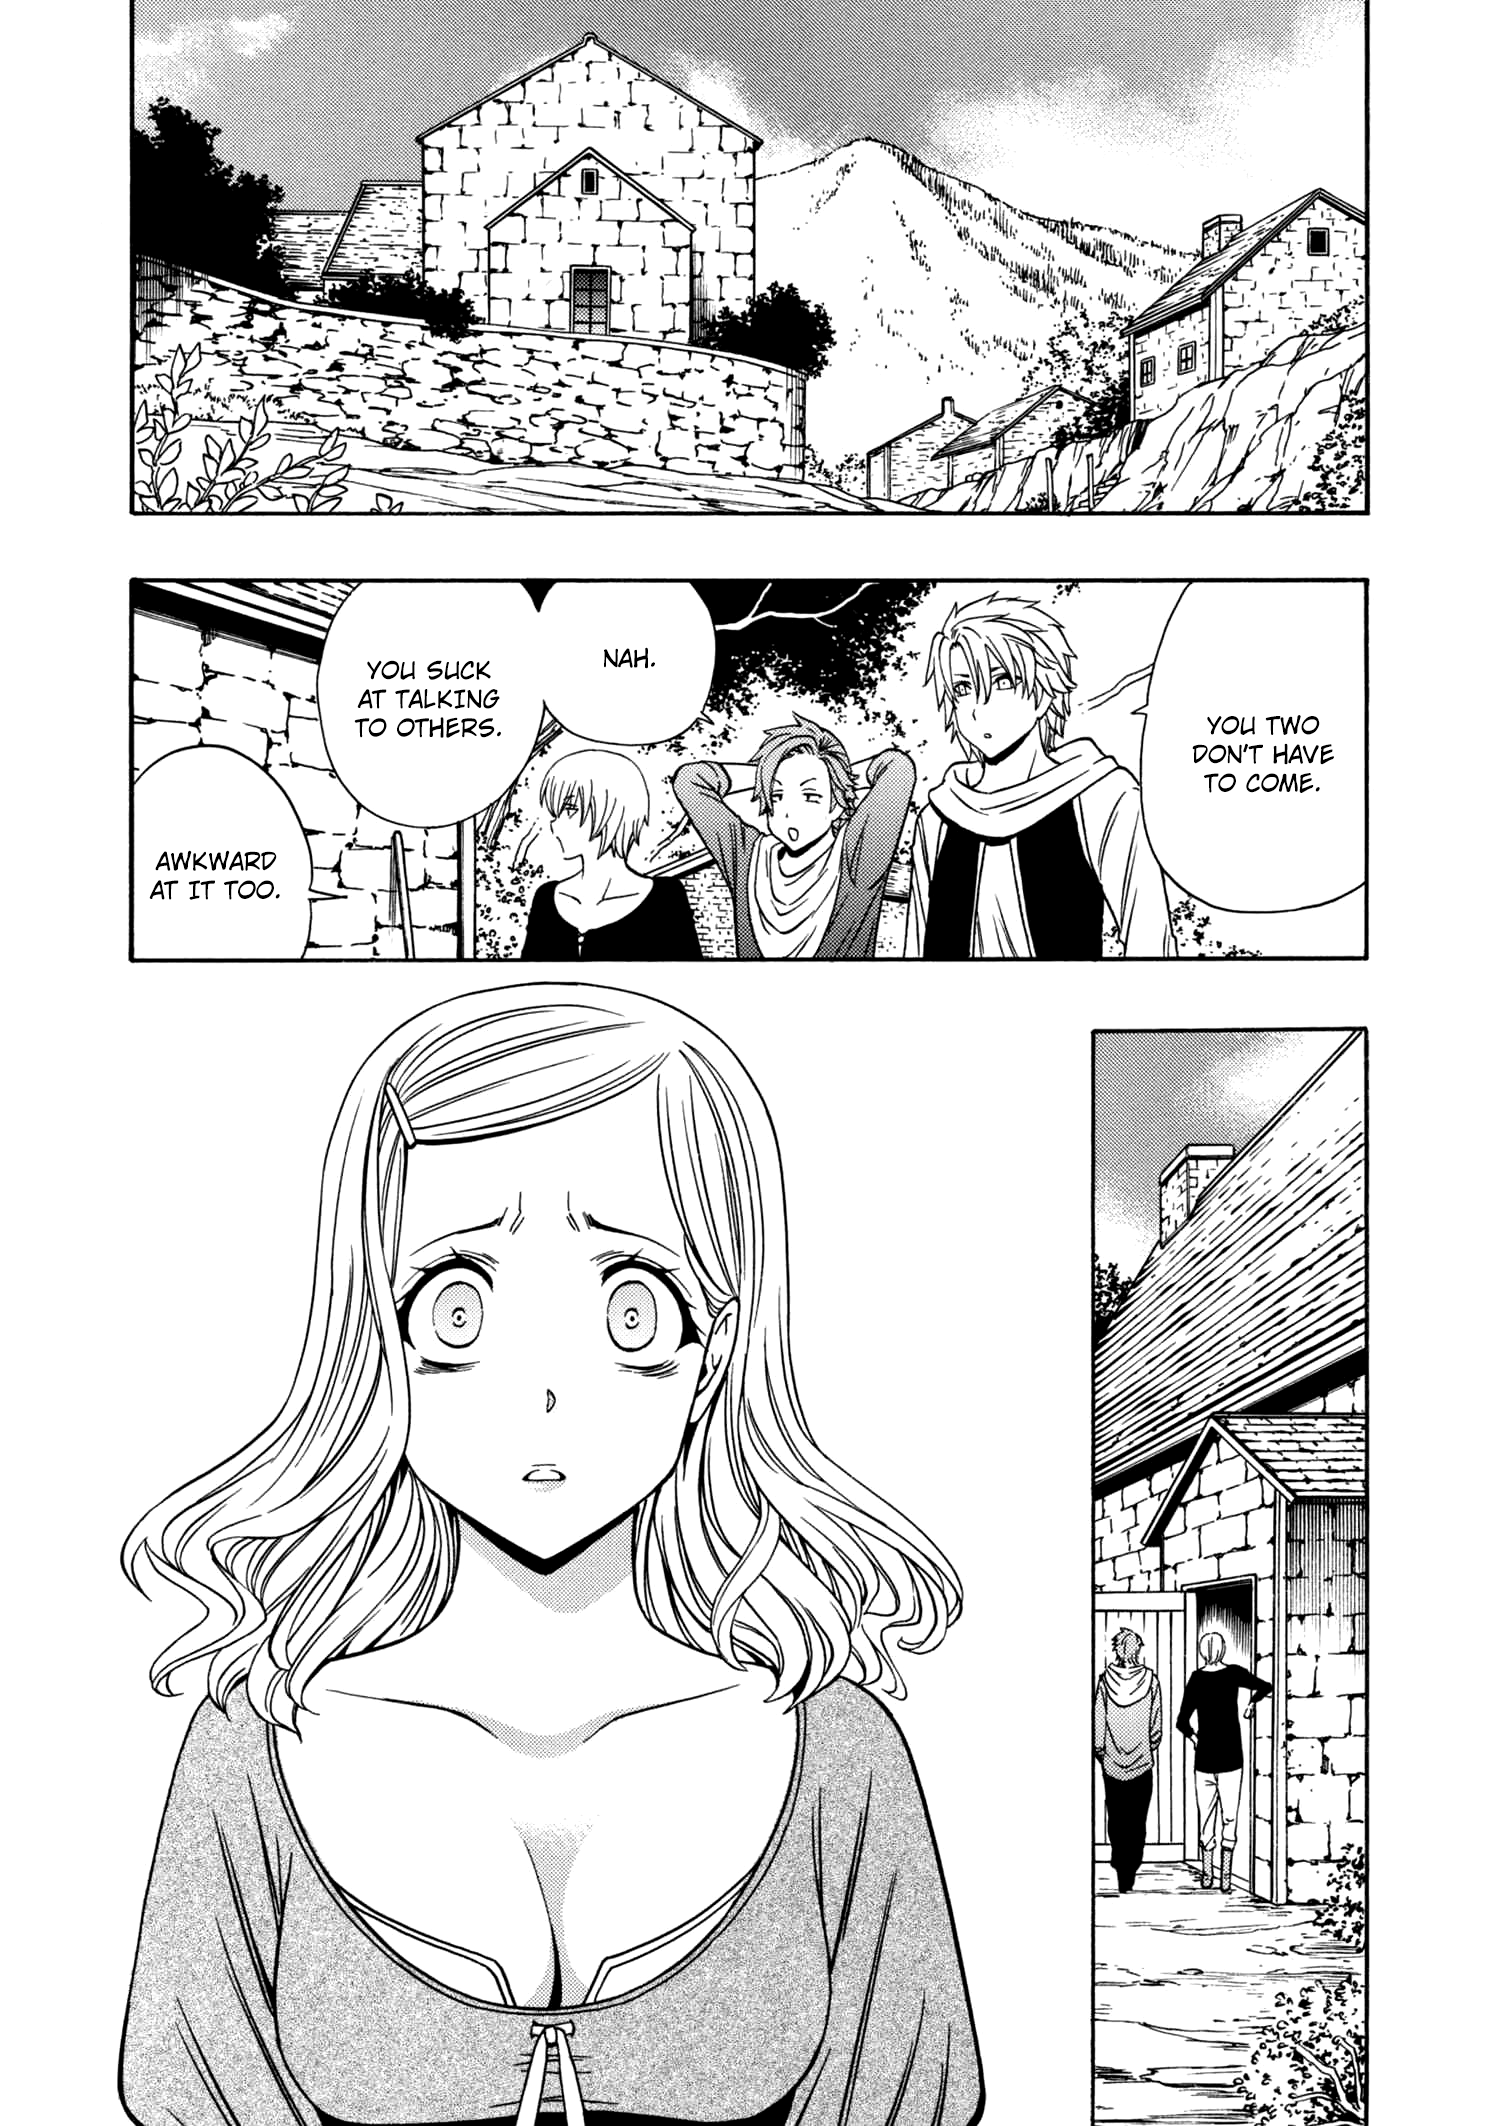 YOU TWO
DON'T HAVE
TO COME.
NAH.
YOU SUCK
AT TALKING
TO OTHERS.
AWKWARD
AT IT TOO.